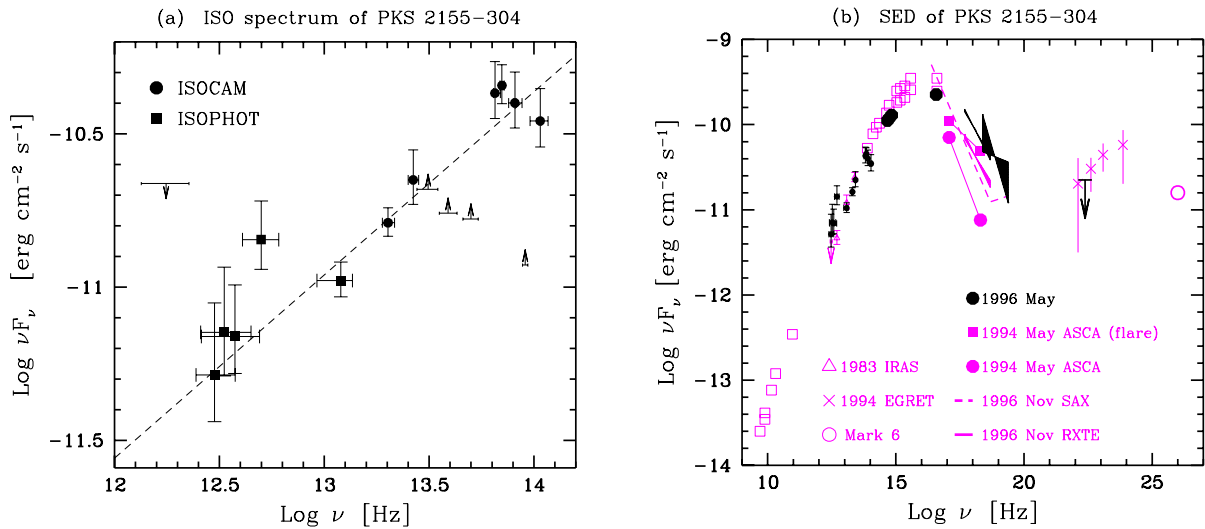 (a) ISO spectrum of PKS 2155−304
Log νFν [erg cm−2 s−1]
−10.5
−11
−11.5
ISOCAM
ISOPHOT
12 12.5 13 13.5 14
Log ν [Hz]
(b) SED of PKS 2155−304
Log νFν [erg cm−2 s−1]
−9
−10
−11
−12
−13
−14
1996 May
1994 May ASCA (flare)
1983 IRAS 1994 May ASCA
1994 EGRET 1996 Nov SAX
Mark 6 1996 Nov RXTE
10 15 20 25
Log ν [Hz]